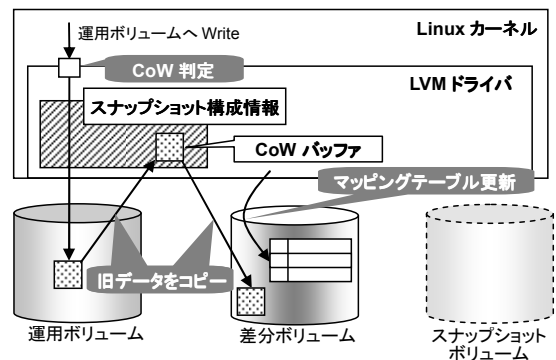 運用ボリュームへ Write
Linux カーネル
CoW 判定
LVM ドライバ
スナップショット構成情報
CoW バッファ
マッピングテーブル更新
旧データをコピー
運用ボリューム
差分ボリューム
スナップショット
ボリューム